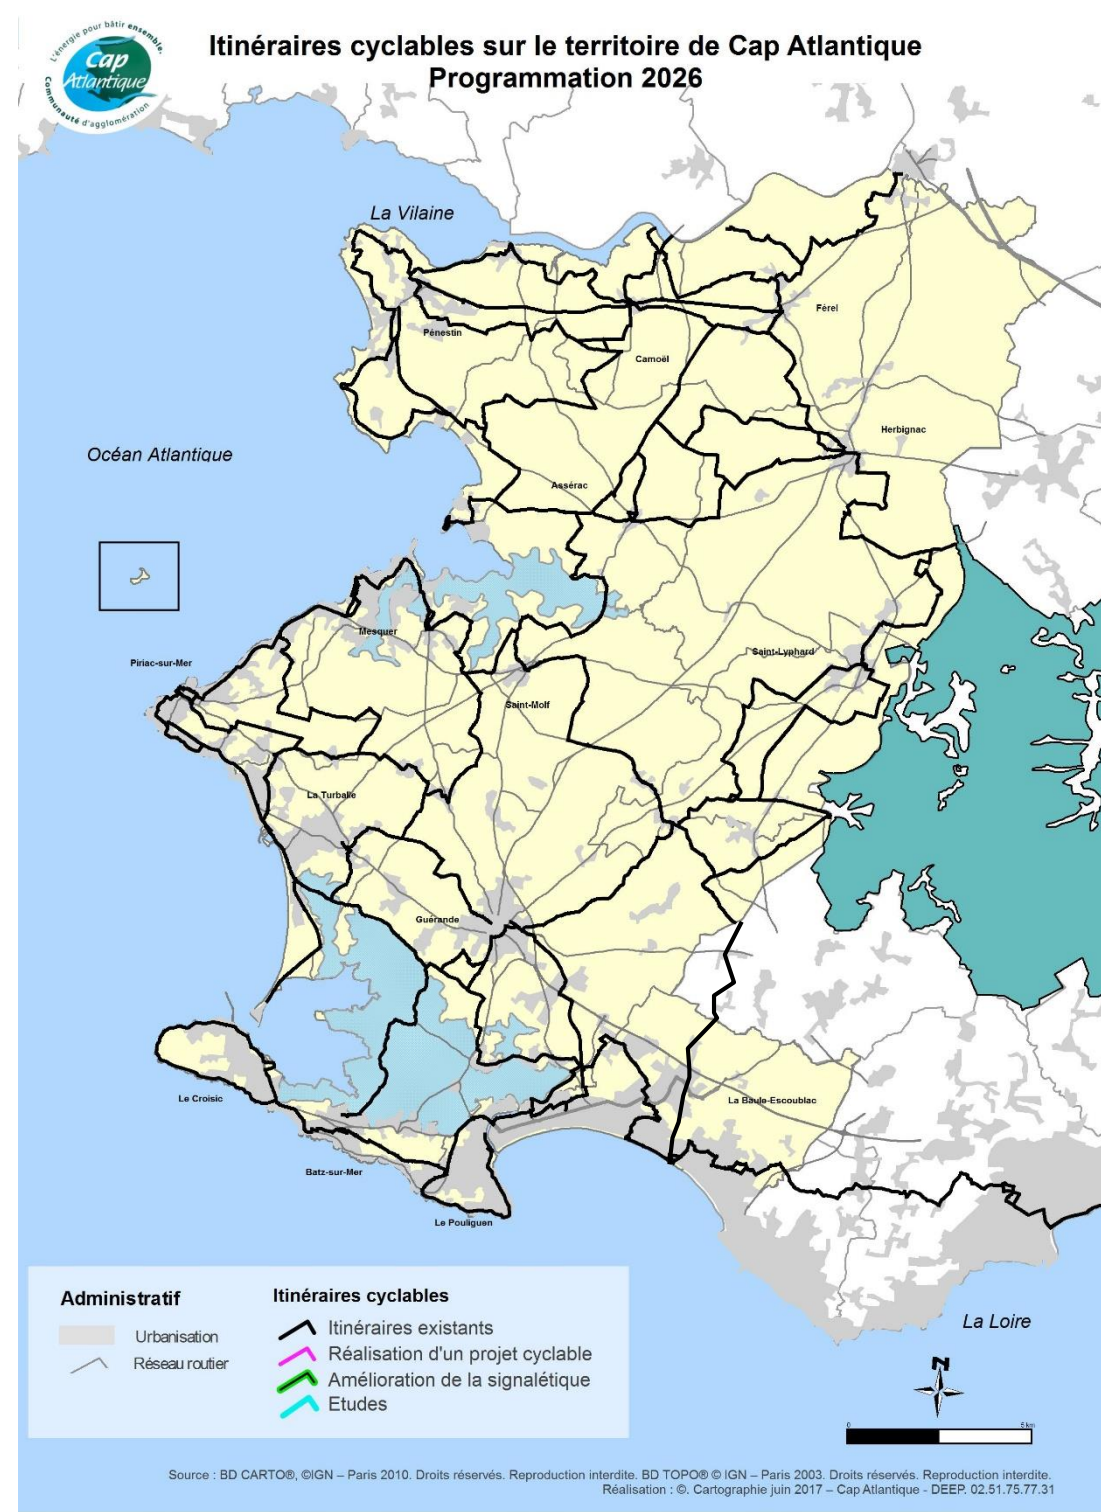 L'énergie pour bâtir ensemble.
Cap
Atlantique
Communauté d'agglomération
Itinéraires cyclables sur le territoire de Cap Atlantique
Programmation 2026
La Vilaine
Férel
Pénestin
Camoël
Herbignac
Océan Atlantique
Assérac
Mesquer
Saint-Lyphard
Piriac-sur-Mer
Saint-Molf
La Turballe
Guérande
Le Croisic
La Baule-Escoublac
Batz-sur-Mer
Le Pouliguen
La Loire
Administratif
Urbanisation
Réseau routier
Itinéraires cyclables
Itinéraires existants
Réalisation d'un projet cyclable
Amélioration de la signalétique
Etudes
N
0 5 km
Source : BD CARTO®, ©IGN – Paris 2010. Droits réservés. Reproduction interdite. BD TOPO® © IGN – Paris 2003. Droits réservés. Reproduction interdite.
Réalisation : ©. Cartographie juin 2017 – Cap Atlantique - DEEP. 02.51.75.77.31